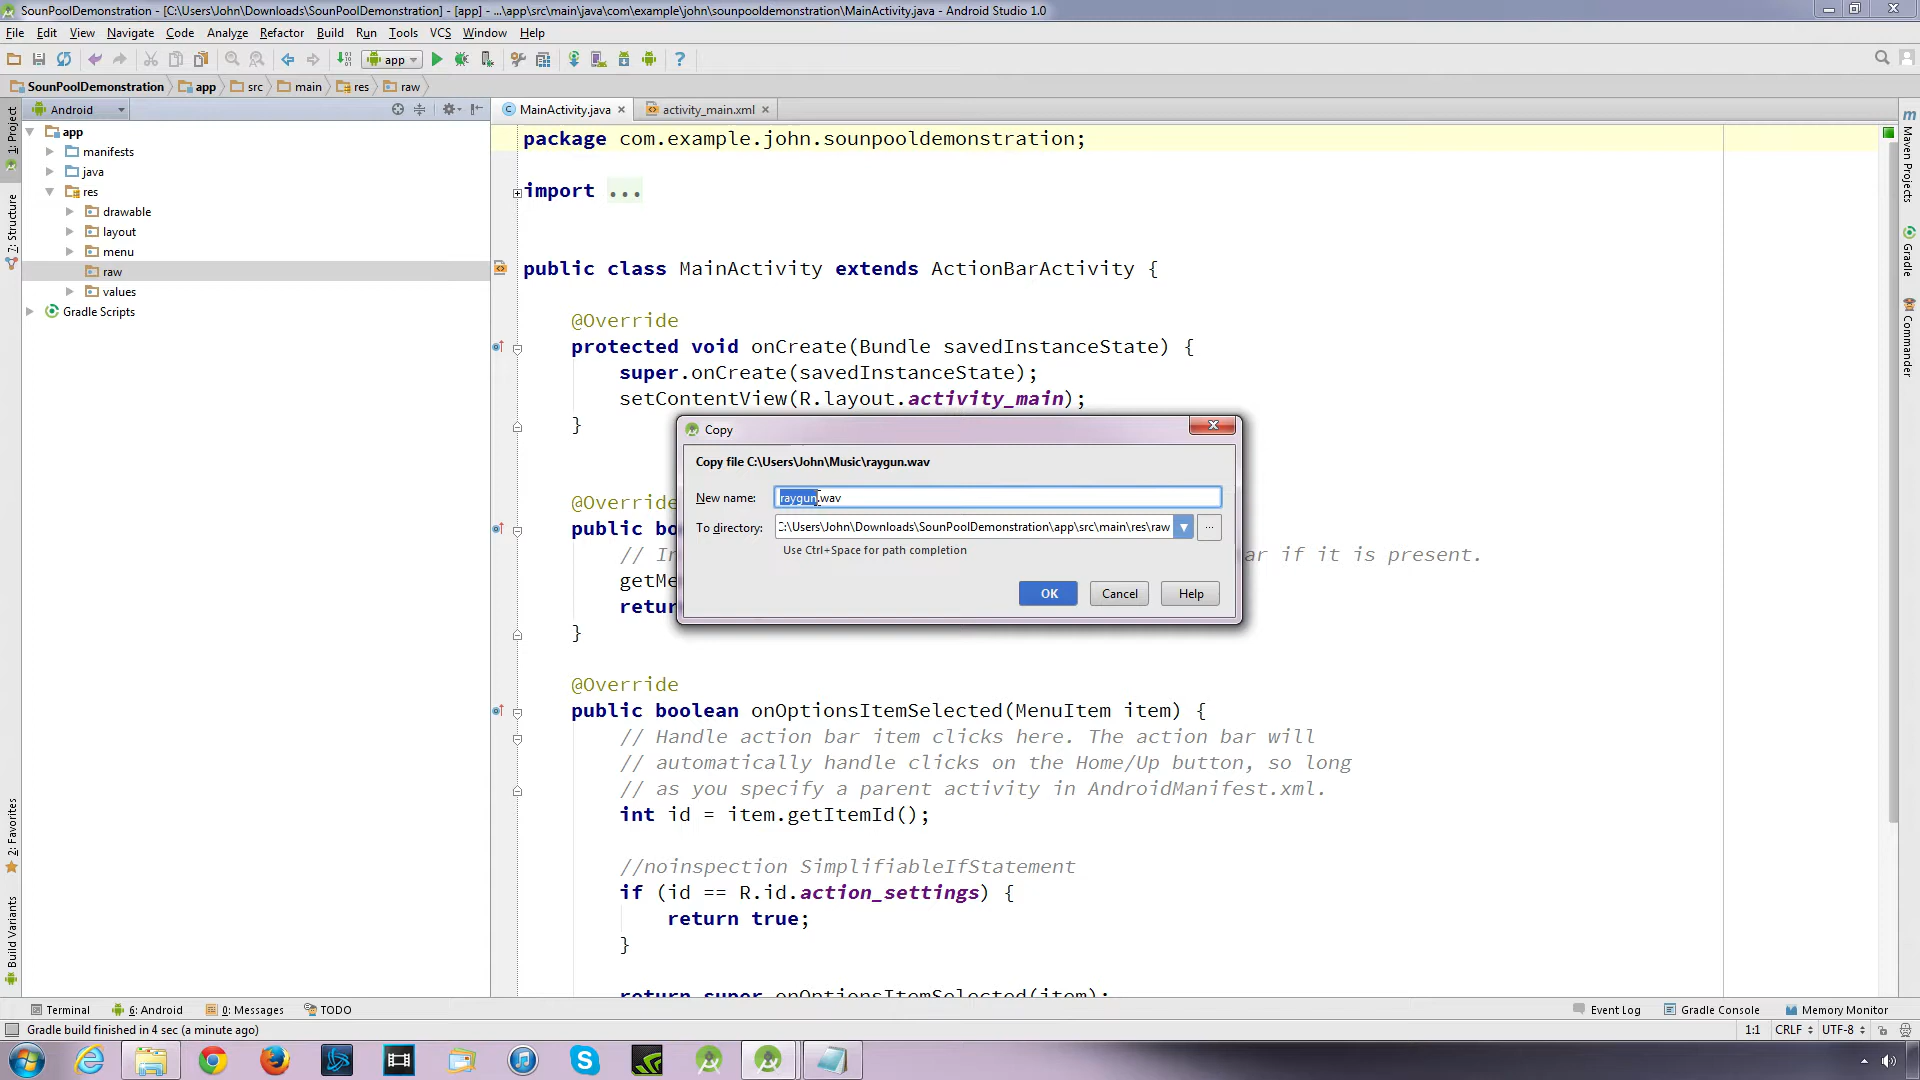 SounPoolDemonstration - [C:\Users\John\Downloads\SounPoolDemonstration] - [app] - ...\app\src\main\java\com\example\john\sounpooldemonstration\MainActivity.java - Android Studio 1.0
File Edit View Navigate Code Analyze Refactor Build Run Tools VCS Window Help
app
SounPoolDemonstration app src main res raw
Android
MainActivity.java
activity_main.xml
1: Project
7: Structure
2: Favorites
Build Variants
app
manifests
java
res
drawable
layout
menu
raw
values
Gradle Scripts
package com.example.john.sounpooldemonstration;
import ...
public class MainActivity extends ActionBarActivity {
@Override
protected void onCreate(Bundle savedInstanceState) {
super.onCreate(savedInstanceState);
setContentView(R.layout.activity_main);
}
@Override
public bo
// In ar if it is present.
getMe
retur
}
Copy
Copy file C:\Users\John\Music\raygun.wav
New name: raygun.wav
To directory: C:\Users\John\Downloads\SounPoolDemonstration\app\src\main\res\raw ...
Use Ctrl+Space for path completion
OK Cancel Help
@Override
public boolean onOptionsItemSelected(MenuItem item) {
// Handle action bar item clicks here. The action bar will
// automatically handle clicks on the Home/Up button, so long
// as you specify a parent activity in AndroidManifest.xml.
int id = item.getItemId();
//noinspection SimplifiableIfStatement
if (id == R.id.action_settings) {
return true;
}
return super.onOptionsItemSelected(item);
Maven Projects
Gradle
Commander
Terminal 6: Android 0: Messages TODO Event Log Gradle Console Memory Monitor
Gradle build finished in 4 sec (a minute ago) 1:1 CRLF UTF-8